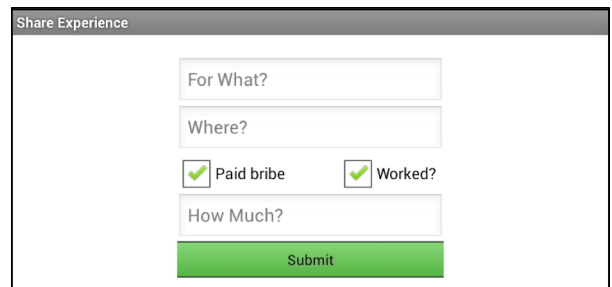 Share Experience
For What?
Where?
Paid bribe Worked?
How Much?
Submit